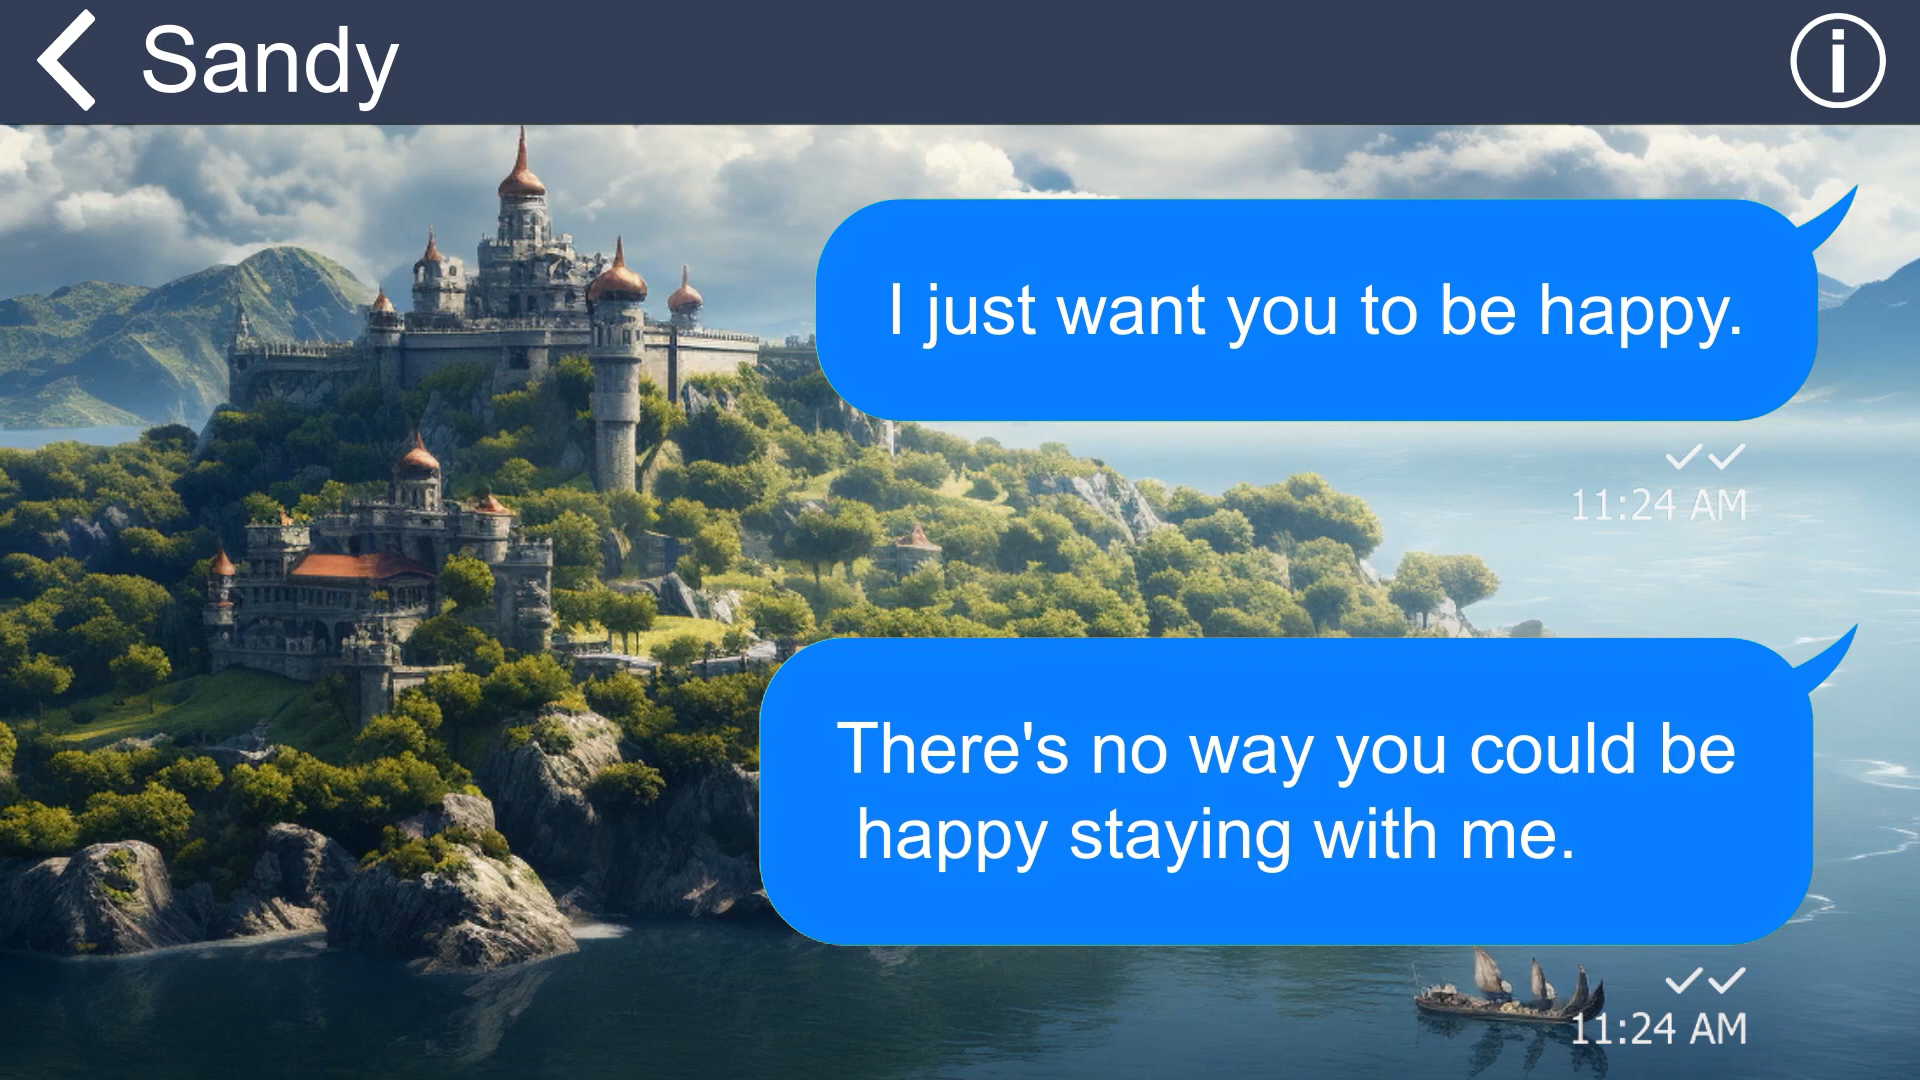 Sandy
I just want you to be happy.
11:24 AM
There's no way you could be
happy staying with me.
11:24 AM